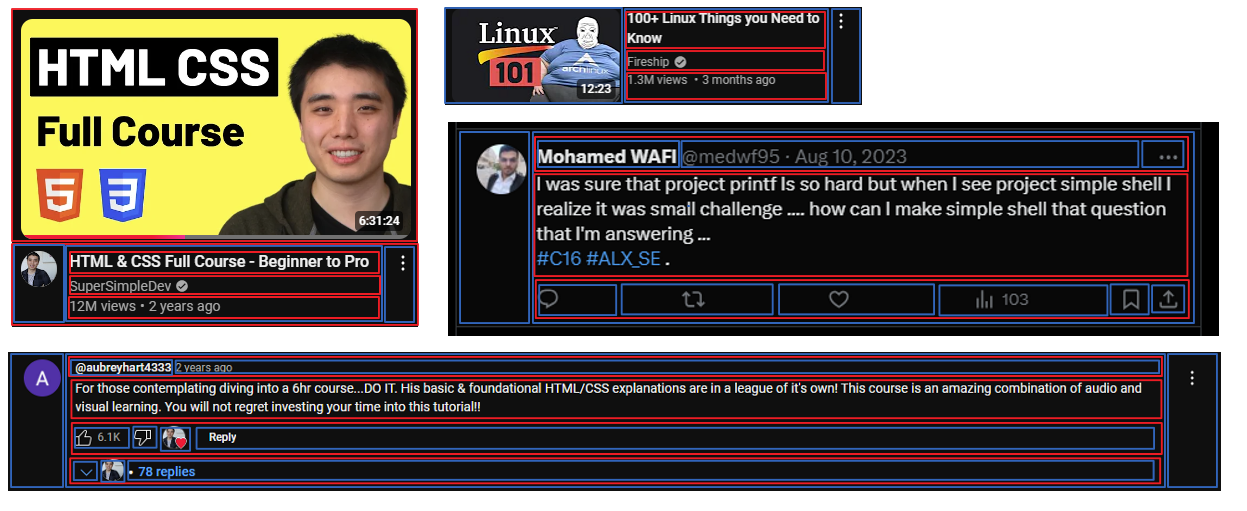 HTML CSS
Full Course
5 3
6:31:24
HTML & CSS Full Course - Beginner to Pro
SuperSimpleDev
12M views • 2 years ago
Linux
101
archlinux
12:23
100+ Linux Things you Need to
Know
Fireship
1.3M views • 3 months ago
Mohamed WAFI @medwf95 · Aug 10, 2023
I was sure that project printf Is so hard but when I see project simple shell I
realize it was small challenge .... how can I make simple shell that question
that I'm answering ...
#C16 #ALX_SE .
103
A
@aubreyhart4333 2 years ago
For those contemplating diving into a 6hr course...DO IT. His basic & foundational HTML/CSS explanations are in a league of it's own! This course is an amazing combination of audio and
visual learning. You will not regret investing your time into this tutorial!!
6.1K Reply
• 78 replies